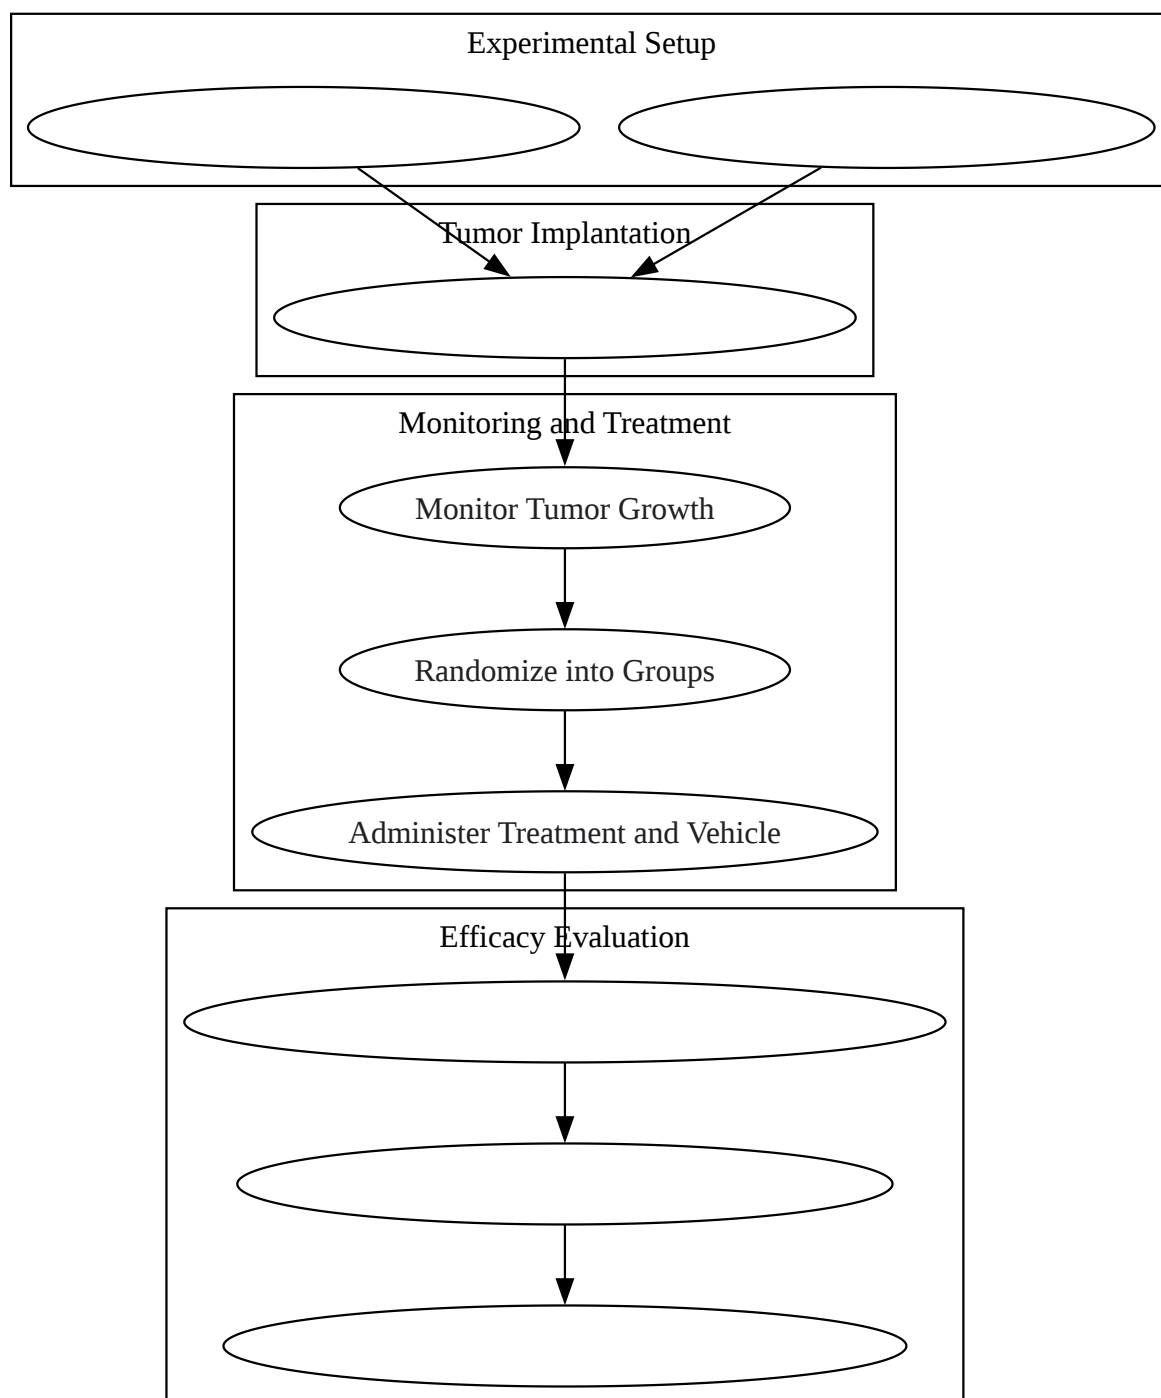 Experimental Setup
Tumor Implantation
Monitoring and Treatment
Monitor Tumor Growth
Randomize into Groups
Administer Treatment and Vehicle
Efficacy Evaluation